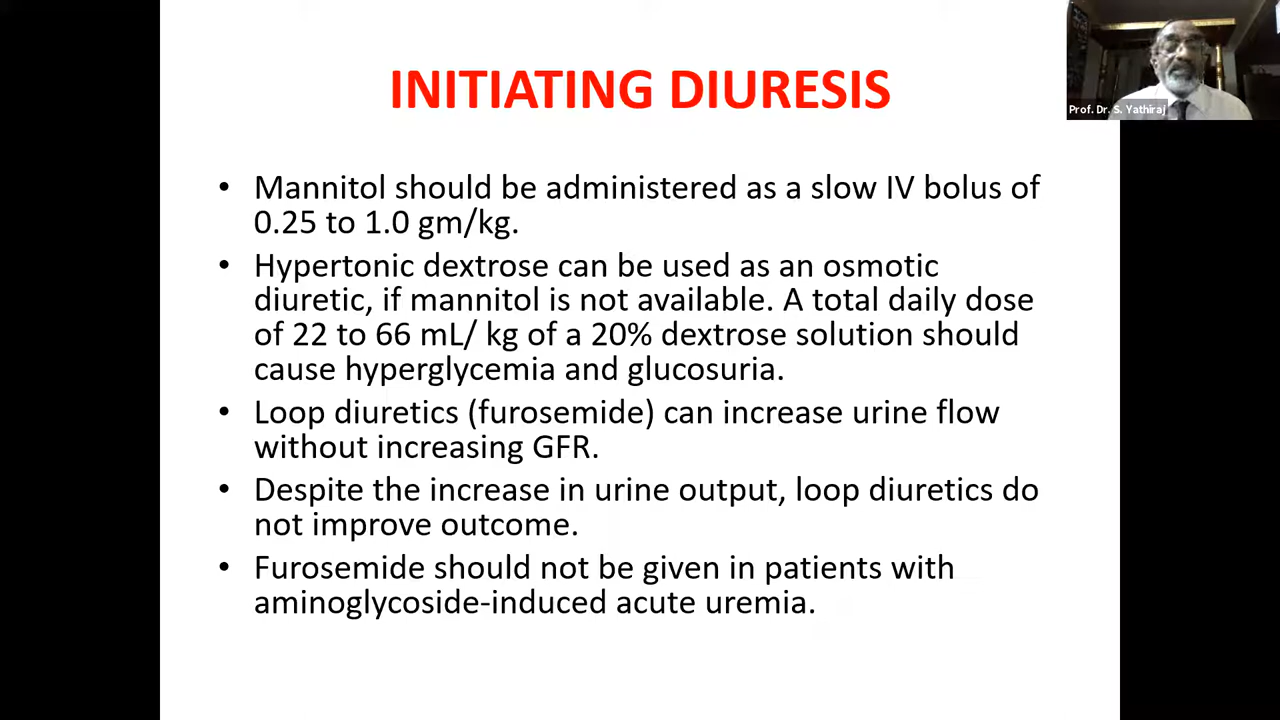 INITIATING DIURESIS
Prof. Dr. S. Yathiraj
• Mannitol should be administered as a slow IV bolus of
0.25 to 1.0 gm/kg.
• Hypertonic dextrose can be used as an osmotic
diuretic, if mannitol is not available. A total daily dose
of 22 to 66 mL/ kg of a 20% dextrose solution should
cause hyperglycemia and glucosuria.
• Loop diuretics (furosemide) can increase urine flow
without increasing GFR.
• Despite the increase in urine output, loop diuretics do
not improve outcome.
• Furosemide should not be given in patients with
aminoglycoside-induced acute uremia.